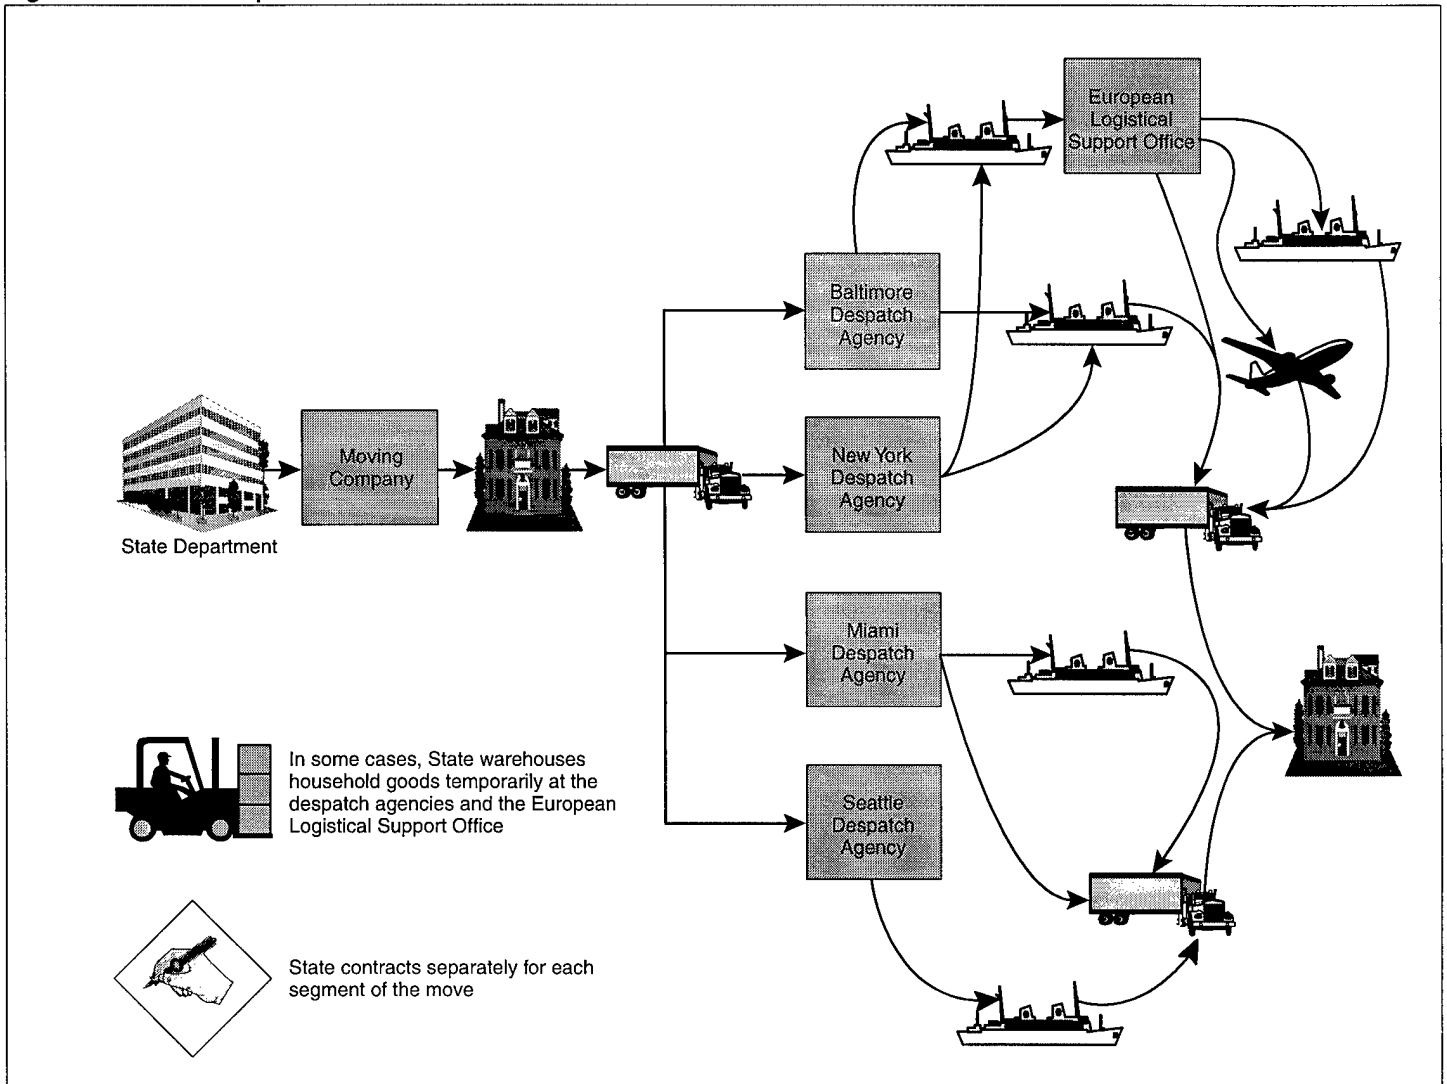 State Department
Moving
Company
European
Logistical
Support Office
Baltimore
Despatch
Agency
New York
Despatch
Agency
Miami
Despatch
Agency
Seattle
Despatch
Agency
In some cases, State warehouses
household goods temporarily at the
despatch agencies and the European
Logistical Support Office
State contracts separately for each
segment of the move